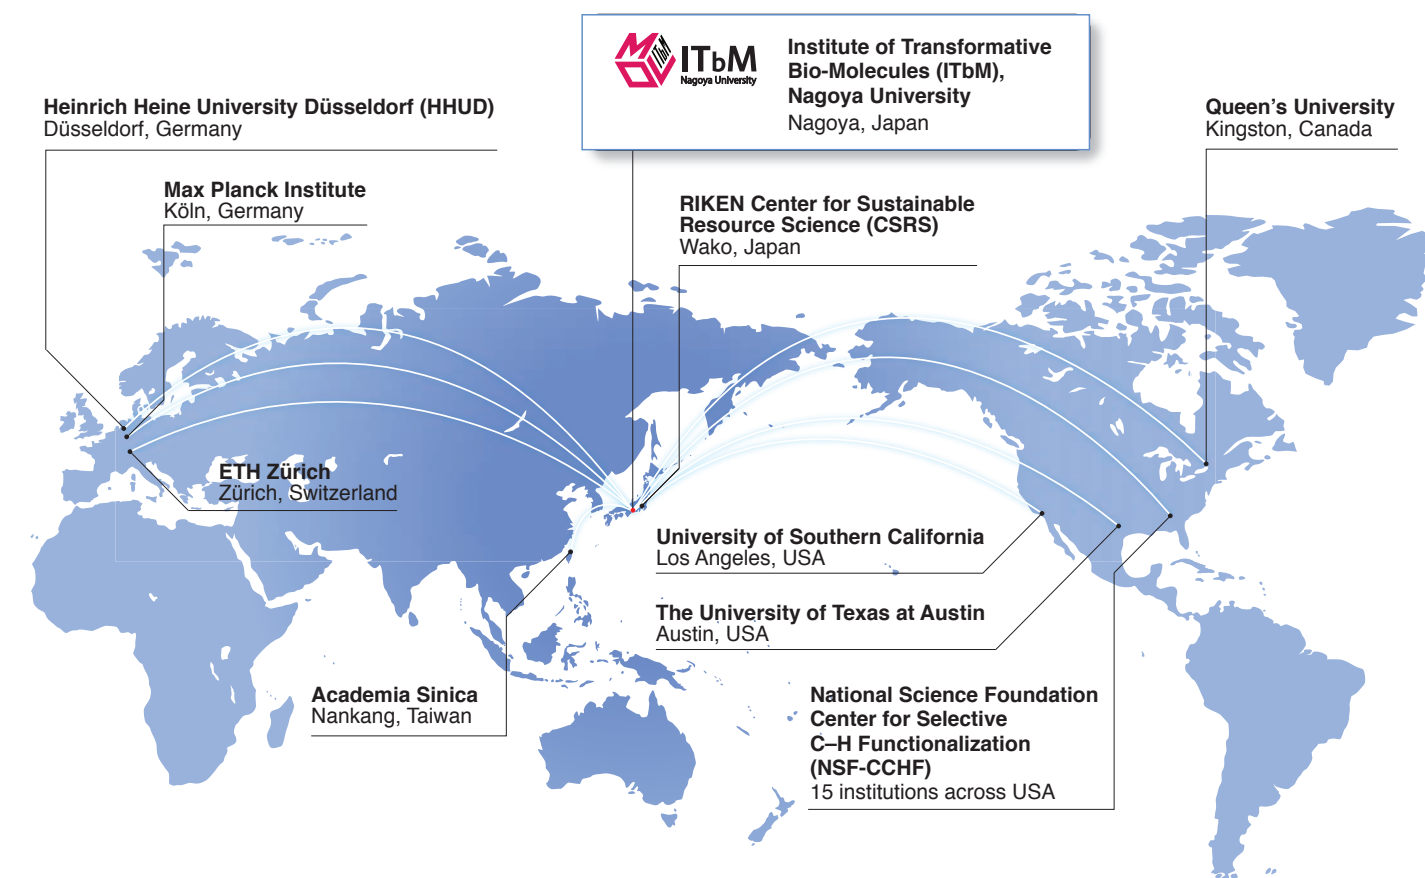 ITbM
Nagoya University
Institute of Transformative
Bio-Molecules (ITbM),
Nagoya University
Nagoya, Japan
Heinrich Heine University Düsseldorf (HHUD)
Düsseldorf, Germany
Queen's University
Kingston, Canada
Max Planck Institute
Köln, Germany
RIKEN Center for Sustainable
Resource Science (CSRS)
Wako, Japan
ETH Zürich
Zürich, Switzerland
University of Southern California
Los Angeles, USA
The University of Texas at Austin
Austin, USA
Academia Sinica
Nankang, Taiwan
National Science Foundation
Center for Selective
C–H Functionalization
(NSF-CCHF)
15 institutions across USA